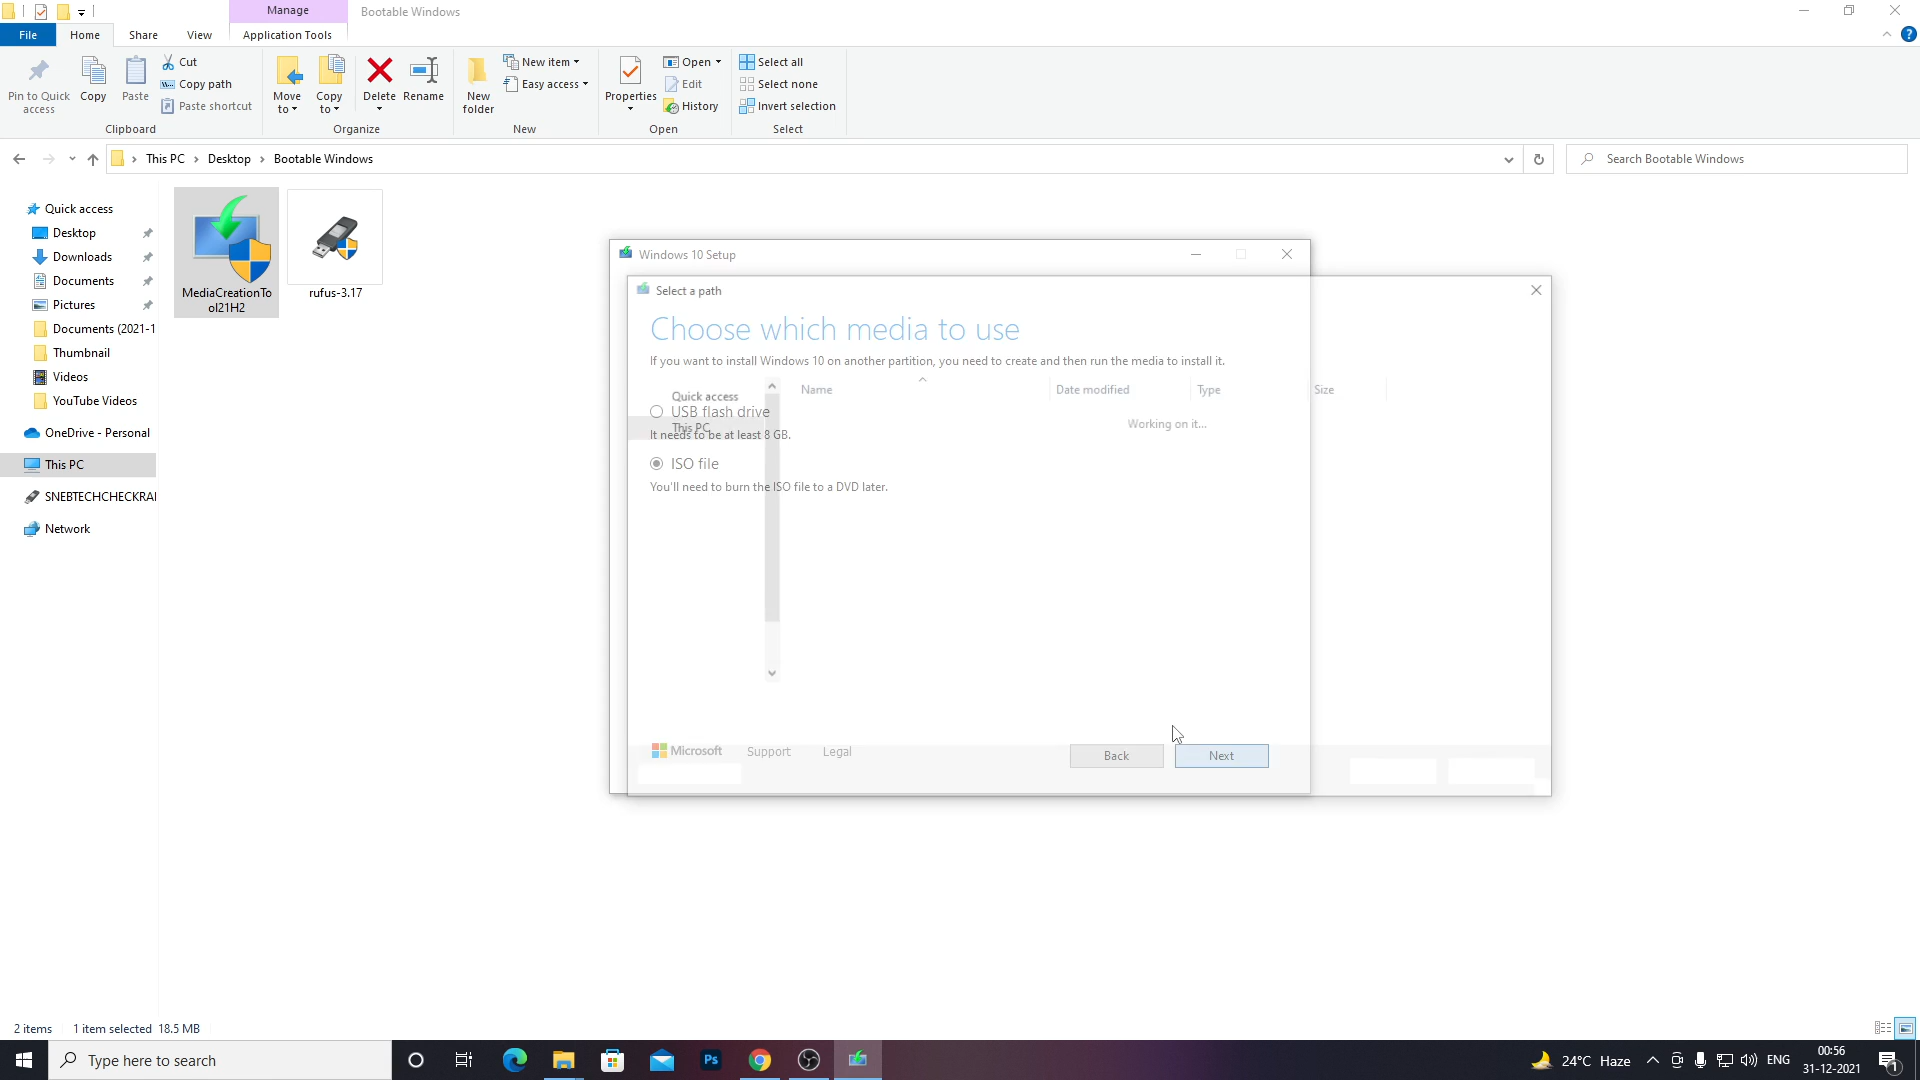 Manage
Bootable Windows
File
Home
Share
View
Application Tools
Pin to Quick access
Copy
Paste
Cut
Copy path
Paste shortcut
Move to
Copy to
Delete
Rename
New folder
New item
Easy access
Properties
Open
Edit
History
Select all
Select none
Invert selection
Clipboard
Organize
New
Open
Select
This PC
Desktop
Bootable Windows
Search Bootable Windows
Quick access
Desktop
Downloads
Documents
Pictures
Documents (2021-1
Thumbnail
Videos
YouTube Videos
OneDrive - Personal
This PC
SNEBTECHCHECKRAI
Network
MediaCreationTo
ol21H2
rufus-3.17
Windows 10 Setup
Select a path
Choose which media to use
If you want to install Windows 10 on another partition, you need to create and then run the media to install it.
Name
Date modified
Type
Size
Quick access
USB flash drive
This PC
Working on it...
It needs to be at least 8 GB.
ISO file
You'll need to burn the ISO file to a DVD later.
Microsoft
Support
Legal
Back
Next
2 items
1 item selected 18.5 MB
Type here to search
Ps
24°C Haze
ENG
00:56
31-12-2021
1